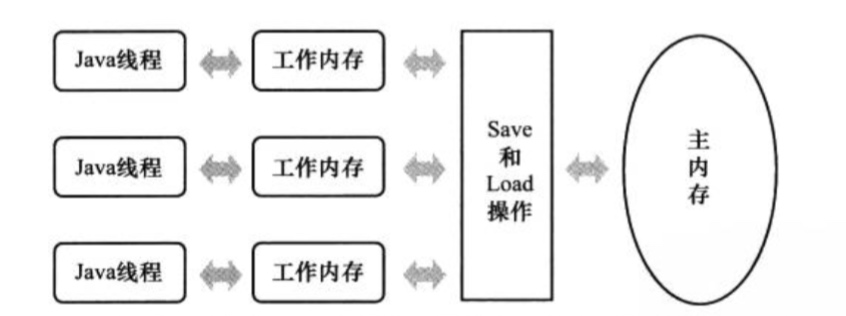 Java线程
工作内存
Java线程
工作内存
Java线程
工作内存
Save
和
Load
操作
主
内
存